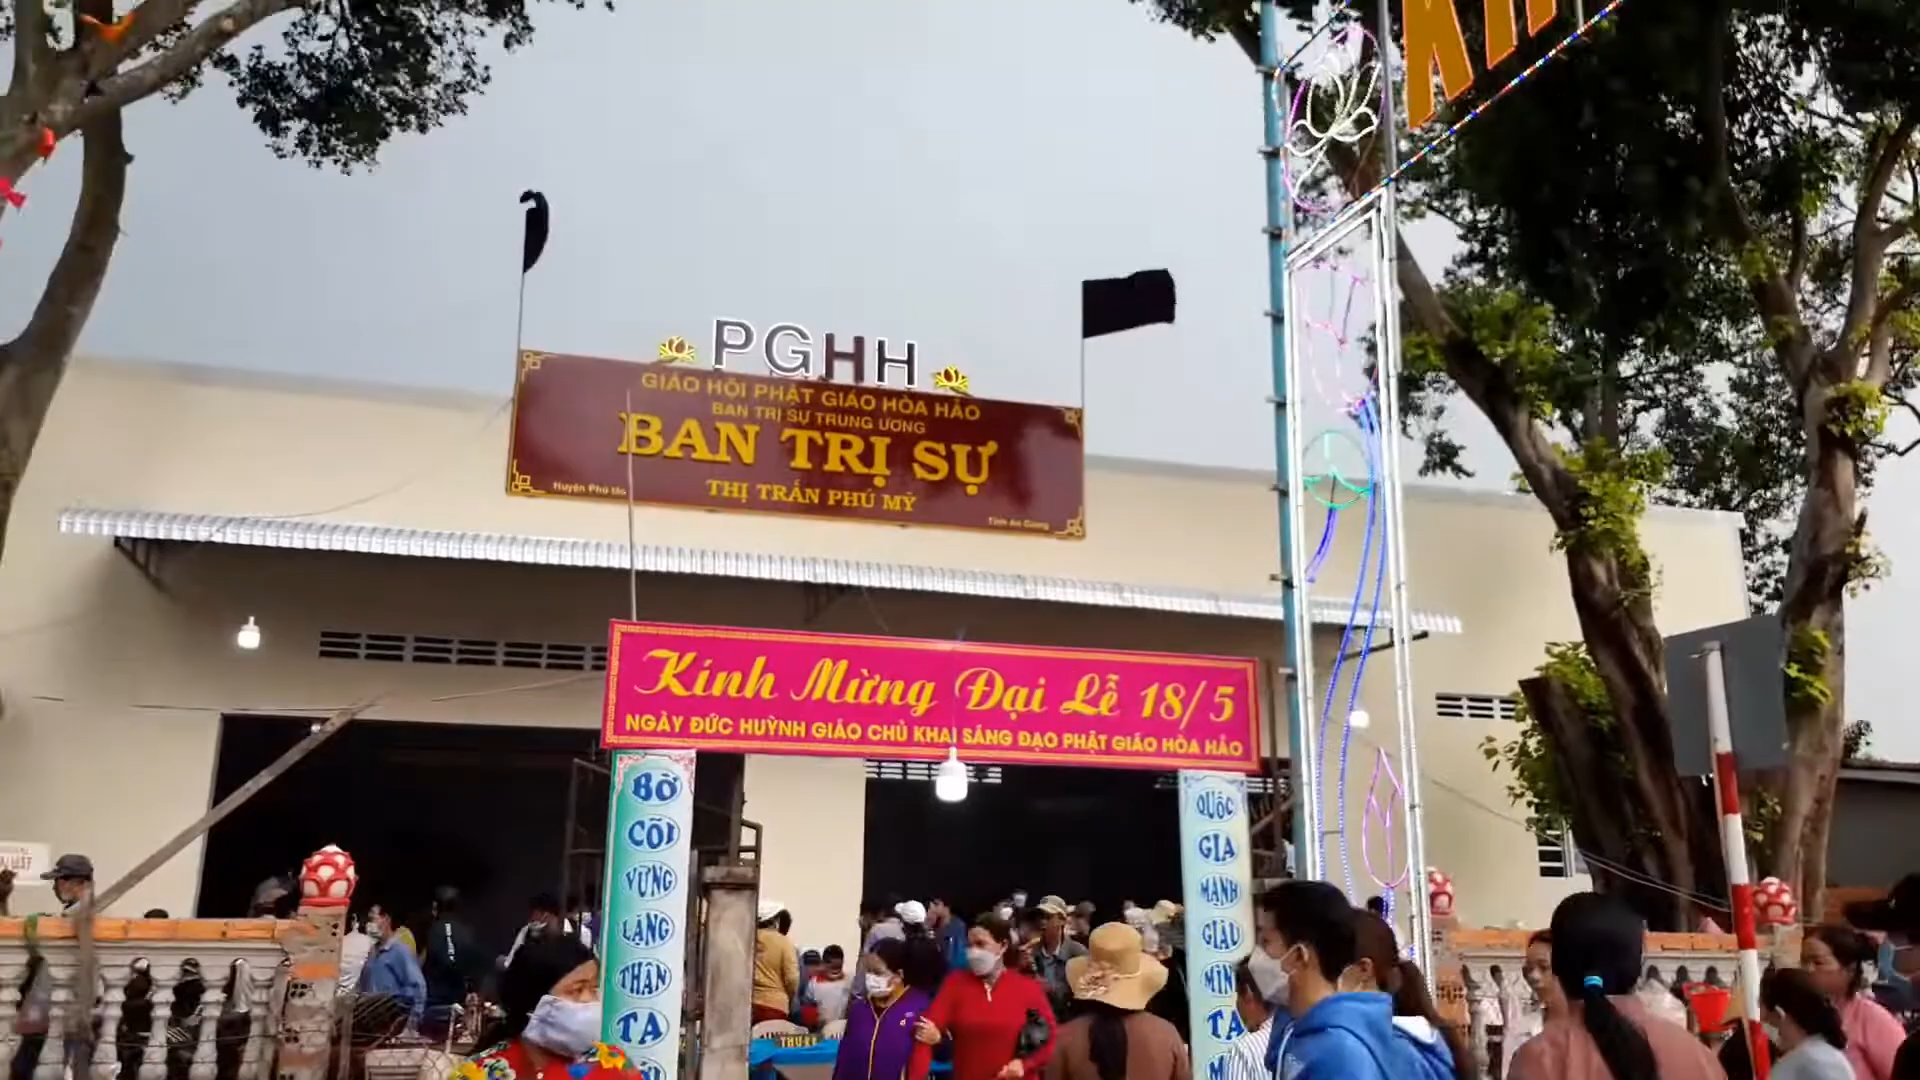 KÍ
PGHH
GIÁO HỘI PHẬT GIÁO HÒA HẢO
BAN TRỊ SỰ TRUNG ƯƠNG
BAN TRỊ SỰ
THỊ TRẤN PHÚ MỸ
Huyện Phú tân
Tỉnh An Giang
Kính Mừng Đại Lễ 18/5
NGÀY ĐỨC HUỲNH GIÁO CHỦ KHAI SÁNG ĐẠO PHẬT GIÁO HÒA HẢO
BỜ
CÕI
VỮNG
LẶNG
THÂN
TA
QUỐC
GIA
MẠNH
GIÀU
MÌNH
TA
M